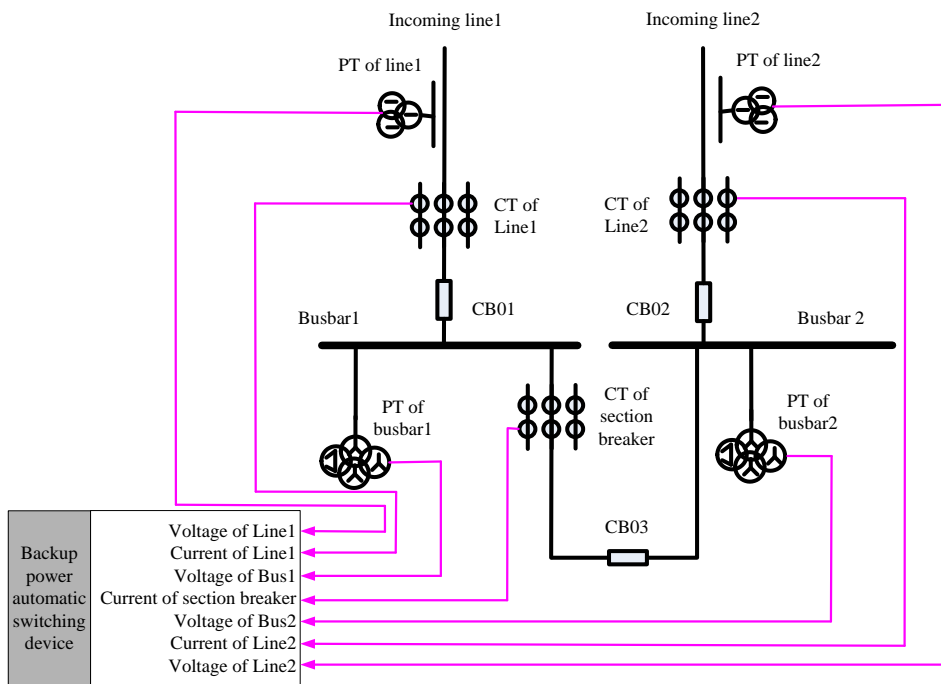 Incoming line1
Incoming line2
PT of line1
PT of line2
CT of
Line1
CT of
Line2
CB01
CB02
Busbar1
Busbar 2
PT of
busbar1
CT of
section
breaker
PT of
busbar2
CB03
Backup
power
automatic
switching
device
Voltage of Line1
Current of Line1
Voltage of Bus1
Current of section breaker
Voltage of Bus2
Current of Line2
Voltage of Line2